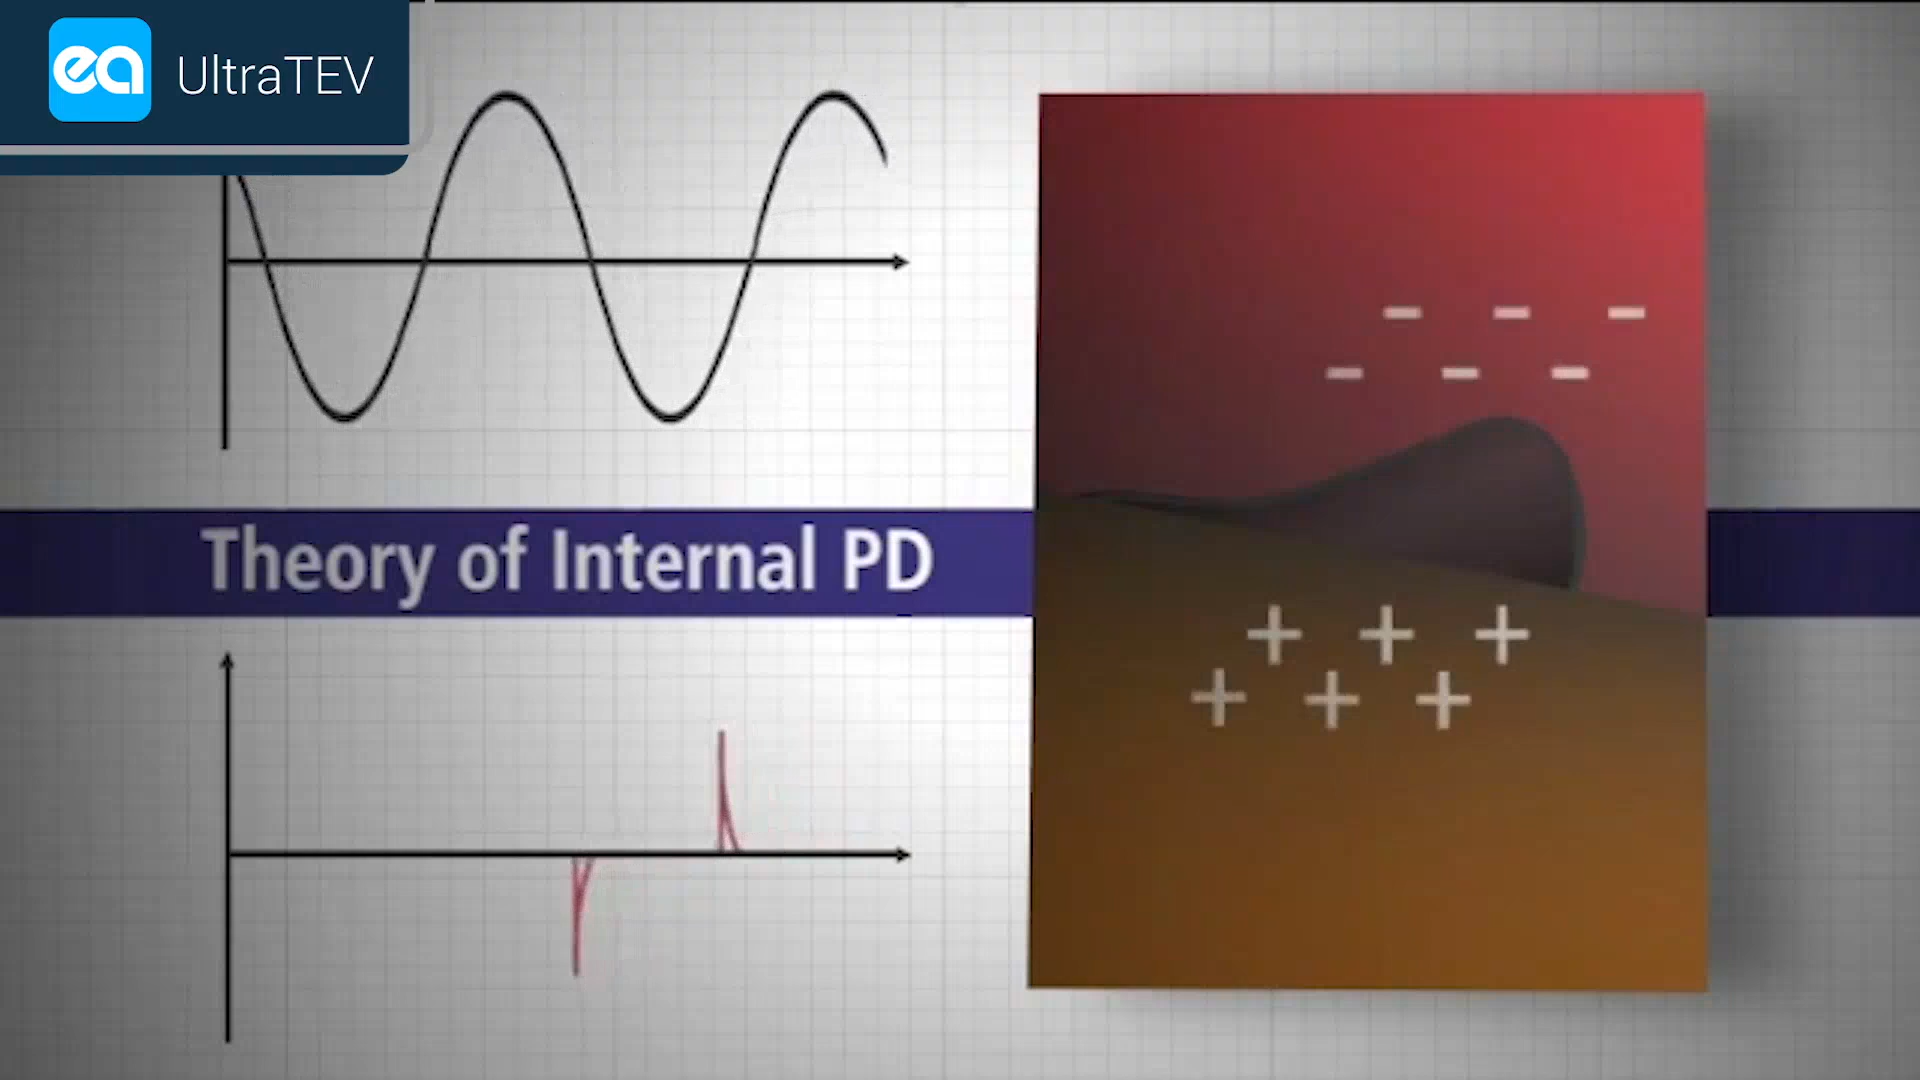 ea UltraTEV
Theory of Internal PD
- - -
- - -
+ + +
+ + +